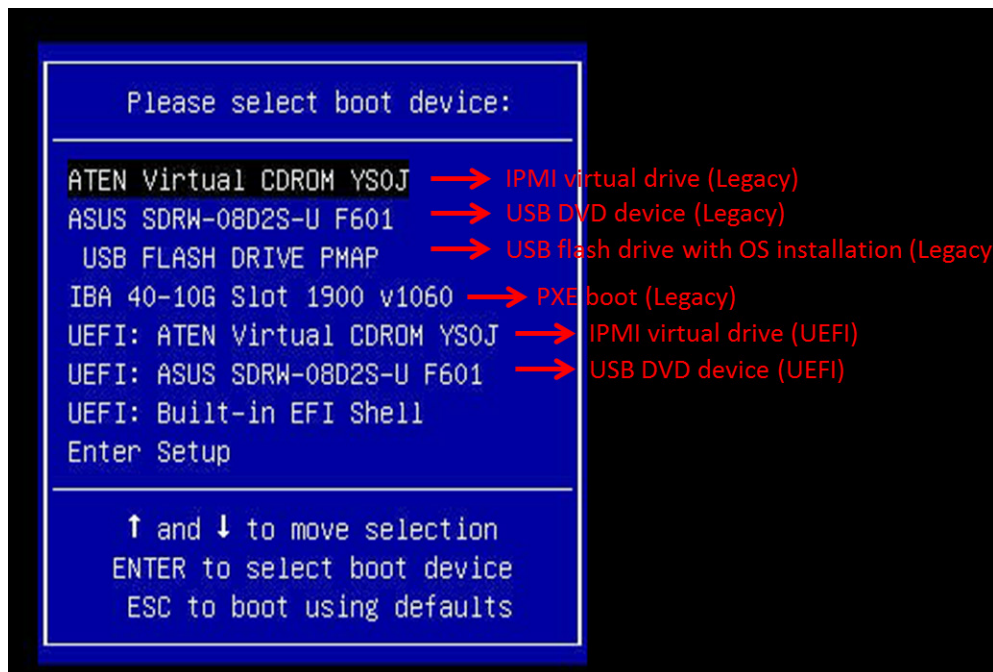 Please select boot device:
ATEN Virtual CDROM YS0J IPMI virtual drive (Legacy)
ASUS SDRW-08D2S-U F601 USB DVD device (Legacy)
USB FLASH DRIVE PMAP USB flash drive with OS installation (Legacy
IBA 40-10G Slot 1900 v1060 PXE boot (Legacy)
UEFI: ATEN Virtual CDROM YS0J IPMI virtual drive (UEFI)
UEFI: ASUS SDRW-08D2S-U F601 USB DVD device (UEFI)
UEFI: Built-in EFI Shell
Enter Setup
↑ and ↓ to move selection
ENTER to select boot device
ESC to boot using defaults